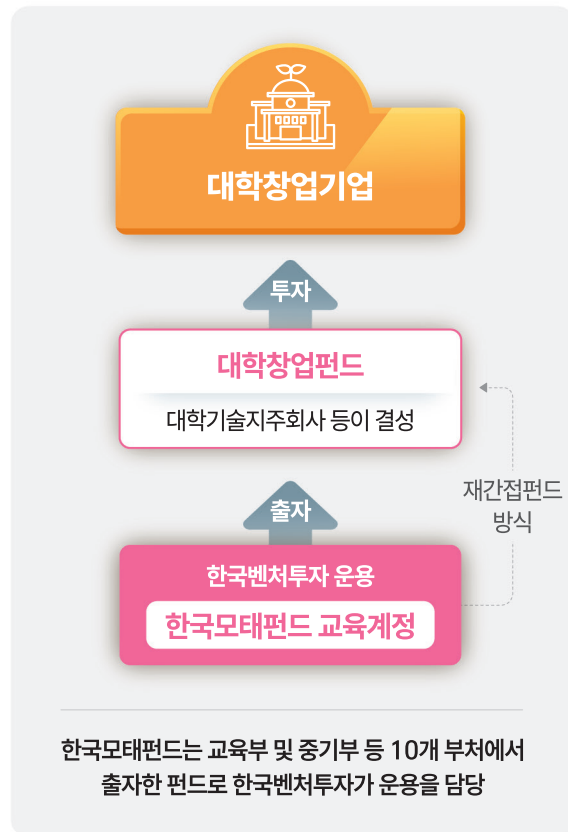 대학창업기업
투자
대학창업펀드
대학기술지주회사 등이 결성
재간접펀드
방식
출자
한국벤처투자 운용
한국모태펀드 교육계정
한국모태펀드는 교육부 및 중기부 등 10개 부처에서
출자한 펀드로 한국벤처투자가 운용을 담당